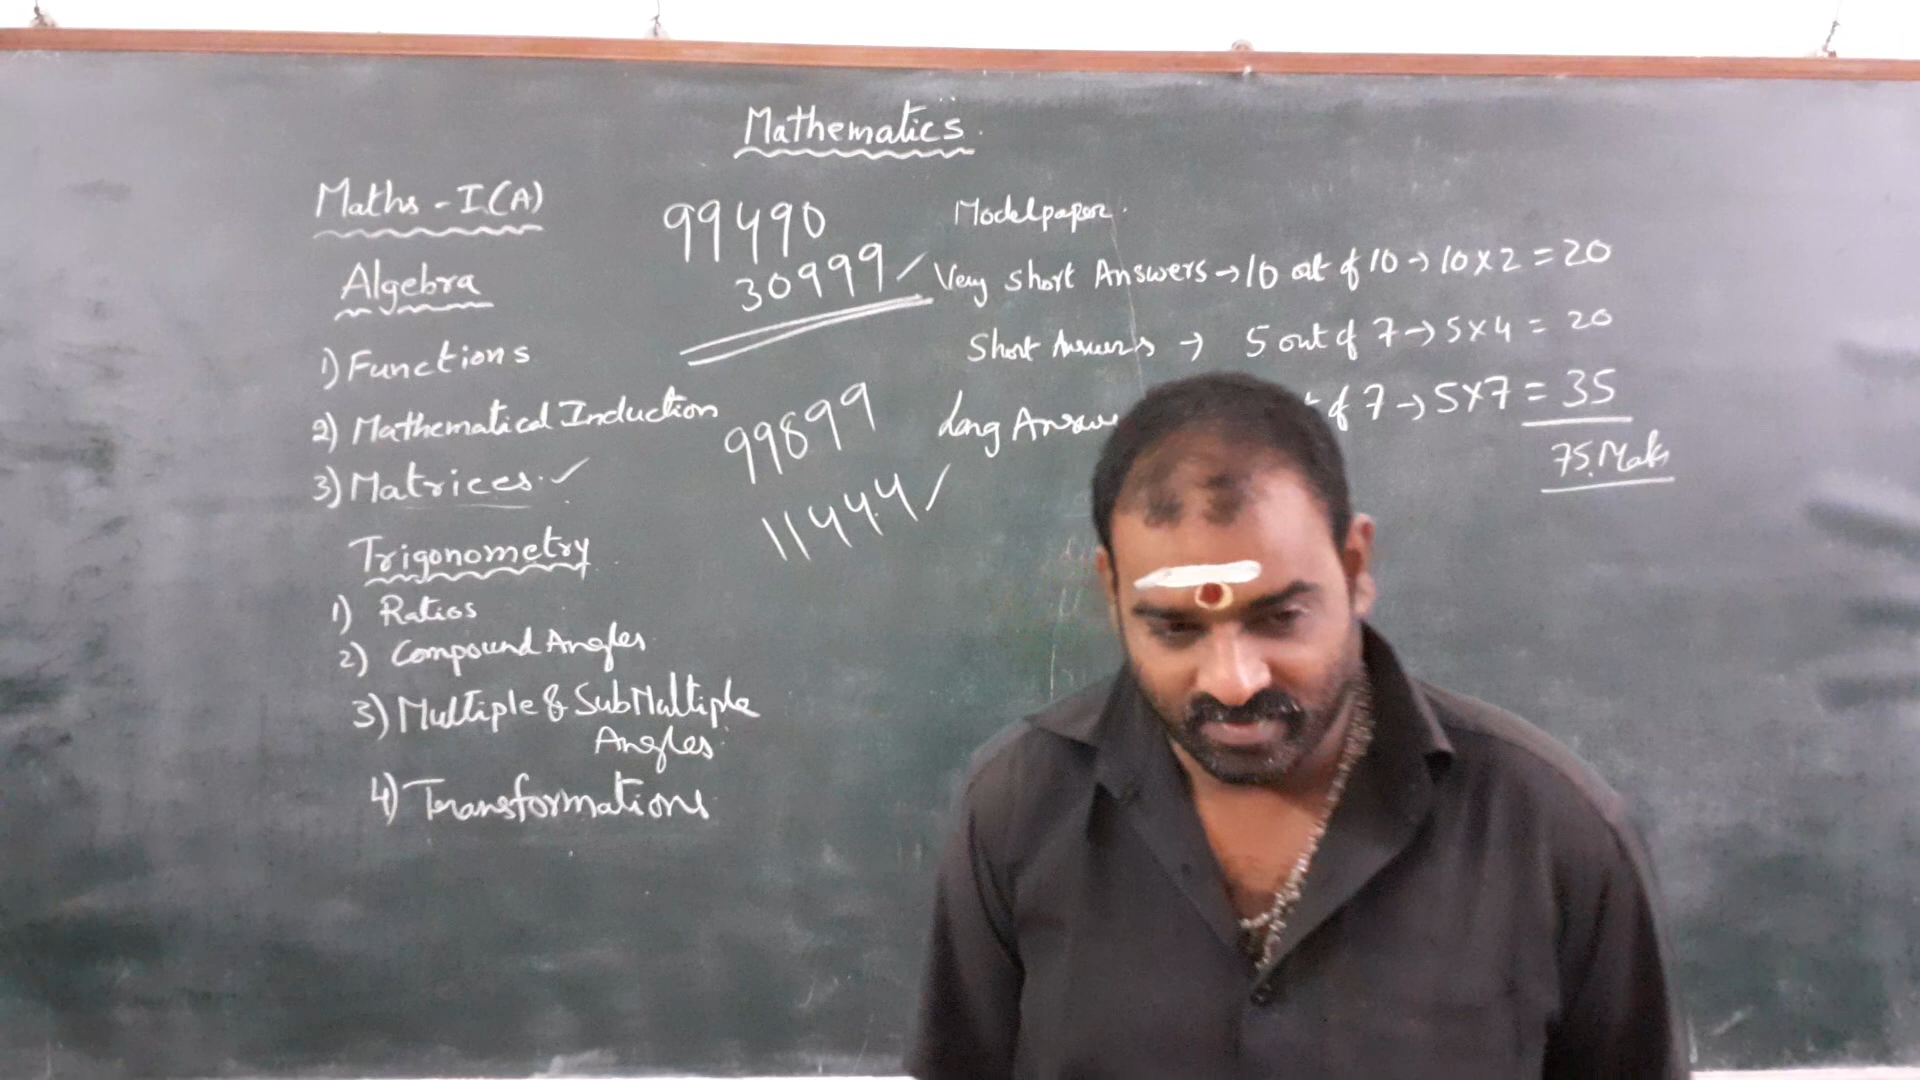 Mathematics.
Maths - I(A)
Algebra
1) Functions
2) Mathematical Induction
3) Matrices.✓
Trigonometry
1) Ratios
2) Compound Angles
3) Multiple & SubMultiple
Angles.
4) Transformations
99490
30999 ✓
99899
11444
Modelpaper.
Very short Answers → 10 out of 10 → 10×2 = 20
Short Answers → 5 out of 7 → 5×4 = 20
Long Answe of 7 → 5×7 = 35
75.Marks